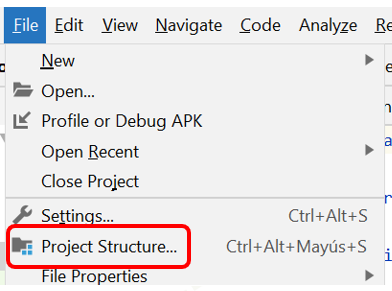 File Edit View Navigate Code Analyze Re
New
Open...
Profile or Debug APK
Open Recent
Close Project
Settings... Ctrl+Alt+S
Project Structure... Ctrl+Alt+Mayús+S
File Properties